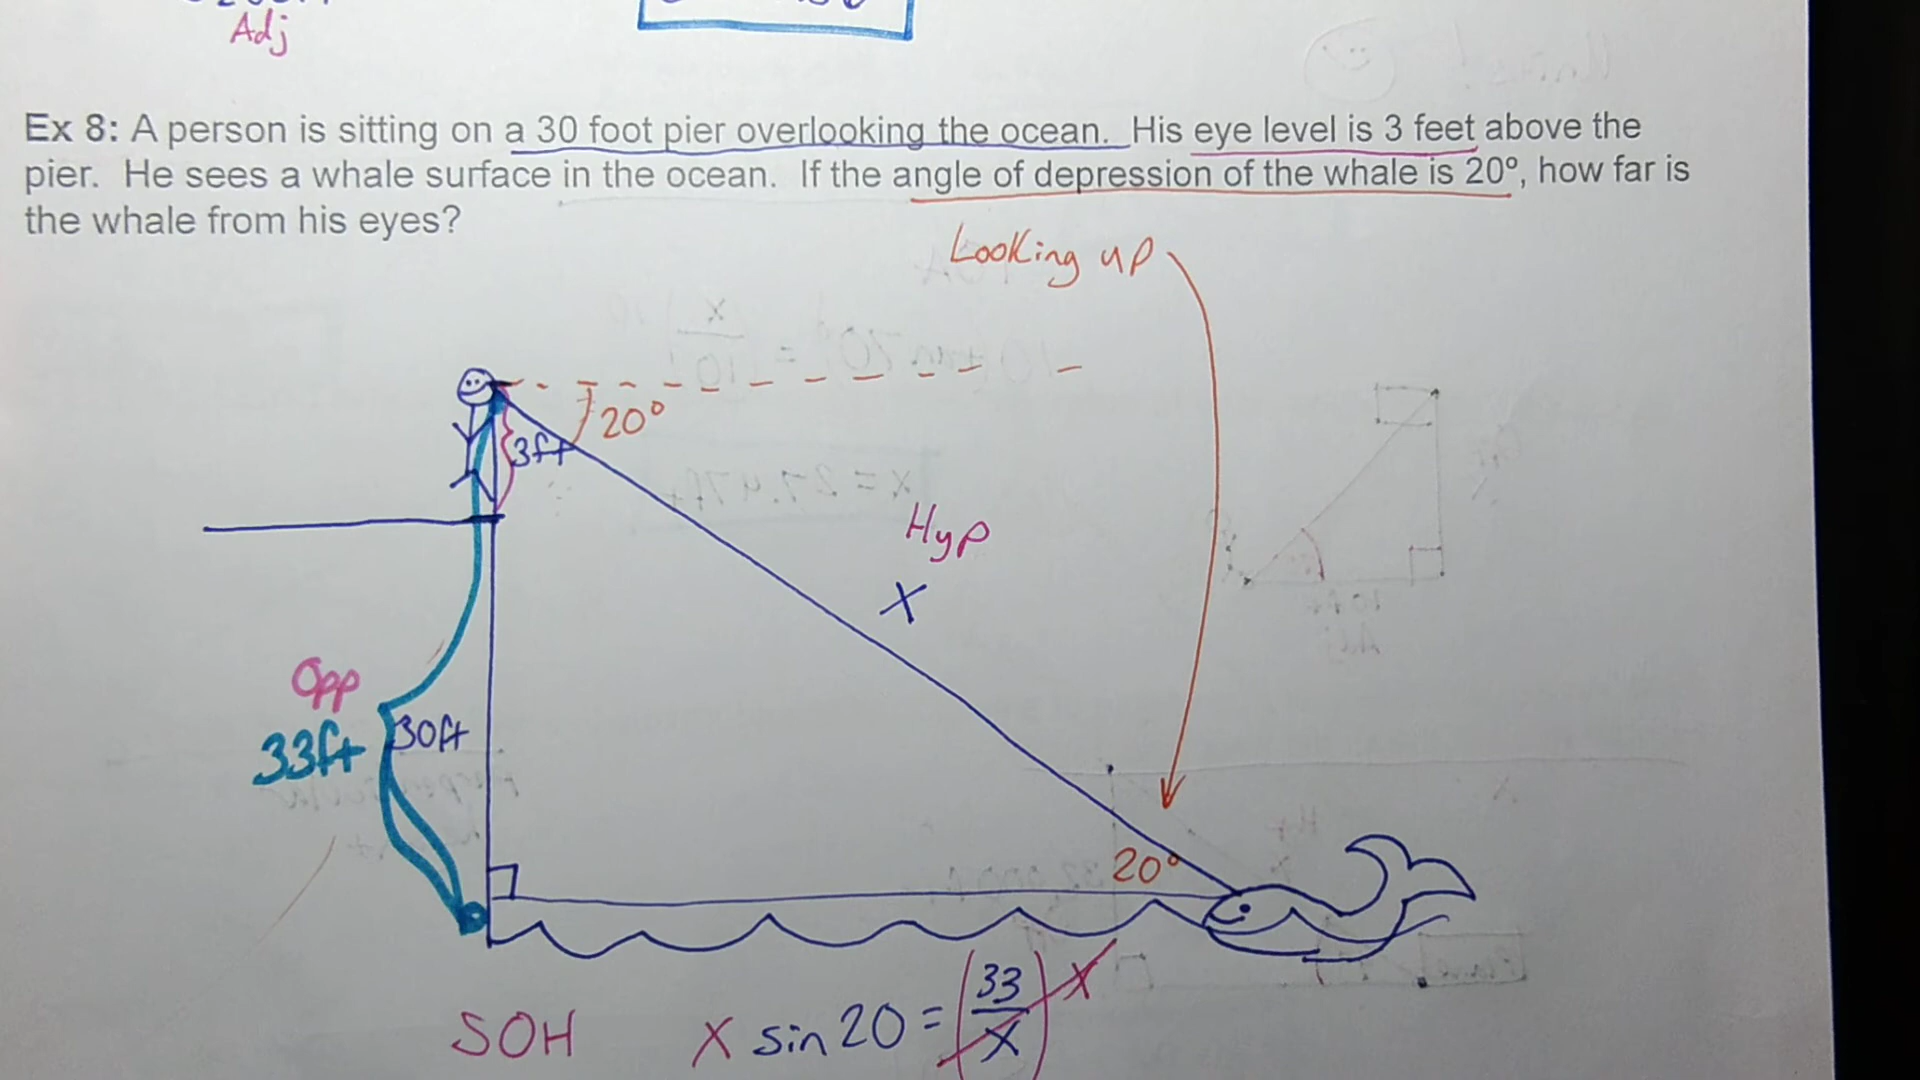 Adj
Ex 8: A person is sitting on a 30 foot pier overlooking the ocean. His eye level is 3 feet above the
pier. He sees a whale surface in the ocean. If the angle of depression of the whale is 20º, how far is
the whale from his eyes?
Looking up
20°
3ft
Hyp
X
Opp
33ft
30ft
20°
SOH
X sin 20 = (33/X) X